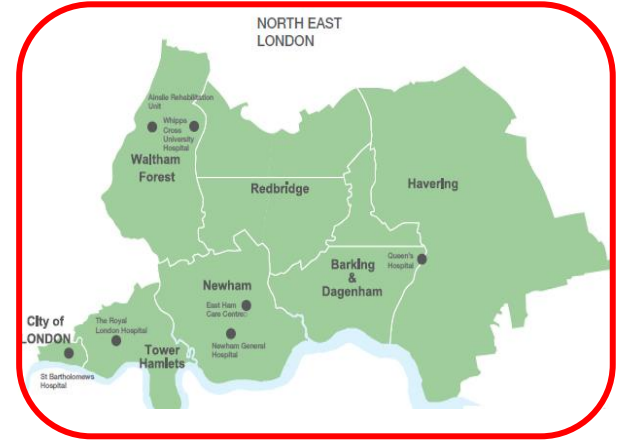 NORTH EAST
LONDON
Ainslie Rehabilitation
Unit
Whipps
Cross
University
Hospital
Waltham
Forest
Redbridge
Havering
Barking
&
Dagenham
Queen's
Hospital
Newham
East Ham
Care Centre
Newham General
Hospital
City of
LONDON
The Royal
London Hospital
Tower
Hamlets
St Bartholomews
Hospital